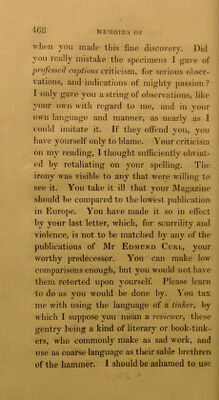 468 MEMOIRS OF
when you made this fine discovery. Did
you really mistake the specimens I gave of
professed captious criticism, for serious obser-
vations, and indications of mighty passion?
I only gave you a string of observations, like
your own with regard to me, and in your
own language and manner, as nearly as I
could imitate it. If they offend you, you
have yourself only to blame. Your criticism
on my reading, I thought sufficiently obviat-
ed by retaliating on your spelling. The
irony was visible to any that were willing to
see it. You take it ill that your Magazine
should be compared to the lowest publication
in Europe. You have made it so in effect
by your last letter, which, for scurrility and
violence, is not to be matched by any of the
publications of Mr EDMUND CURL, your
worthy predecessor. You can make low
comparisons enough, but you would not have
them retorted upon yourself. Please learn
to do as you would be done by. You tax
me with using the language of a tinker, by
which I suppose you mean a reviewer, these
gentry being a kind of literary or book-tink-
ers, who commonly make as sad work, and
use as coarse language as their sable brethren
of the hammer. I should be ashamed to use